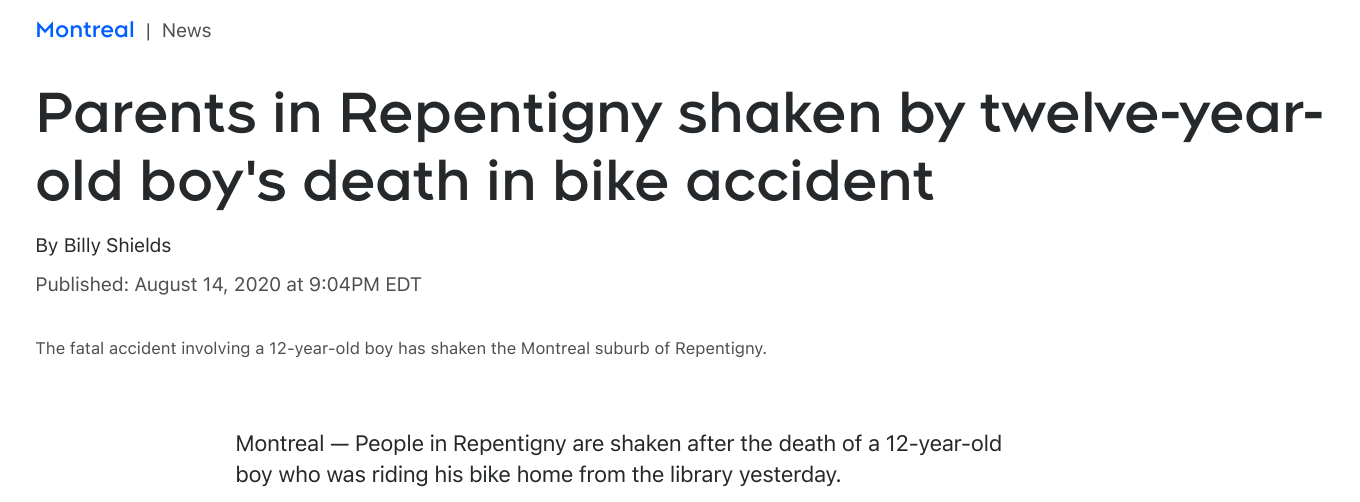 Montreal | News
Parents in Repentigny shaken by twelve-year-
old boy's death in bike accident
By Billy Shields
Published: August 14, 2020 at 9:04PM EDT
The fatal accident involving a 12-year-old boy has shaken the Montreal suburb of Repentigny.
Montreal — People in Repentigny are shaken after the death of a 12-year-old
boy who was riding his bike home from the library yesterday.